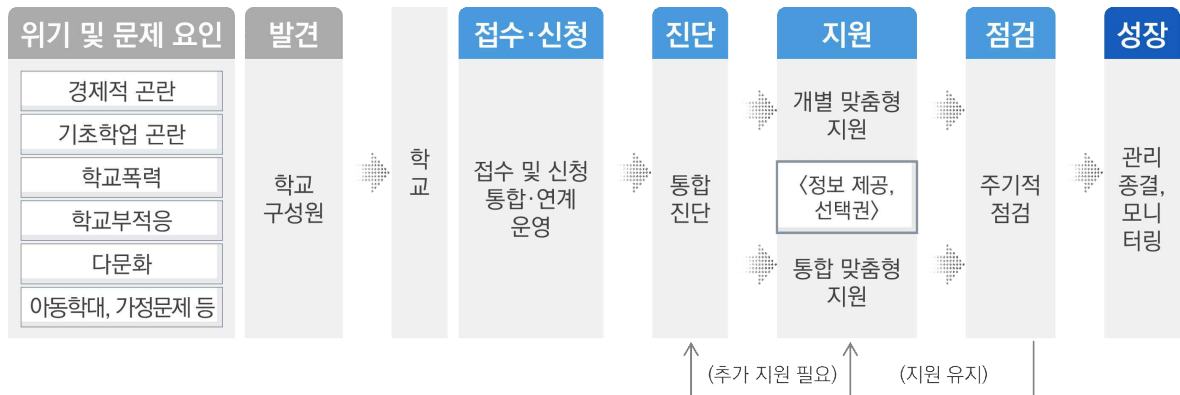 위기 및 문제 요인
경제적 곤란
기초학업 곤란
학교폭력
학교부적응
다문화
아동학대, 가정문제 등
발견
학교
구성원
학
교
접수·신청
접수 및 신청
통합·연계
운영
진단
통합
진단
지원
개별 맞춤형
지원
〈정보 제공,
선택권〉
통합 맞춤형
지원
점검
주기적
점검
성장
관리
종결,
모니
터링
(추가 지원 필요)
(지원 유지)